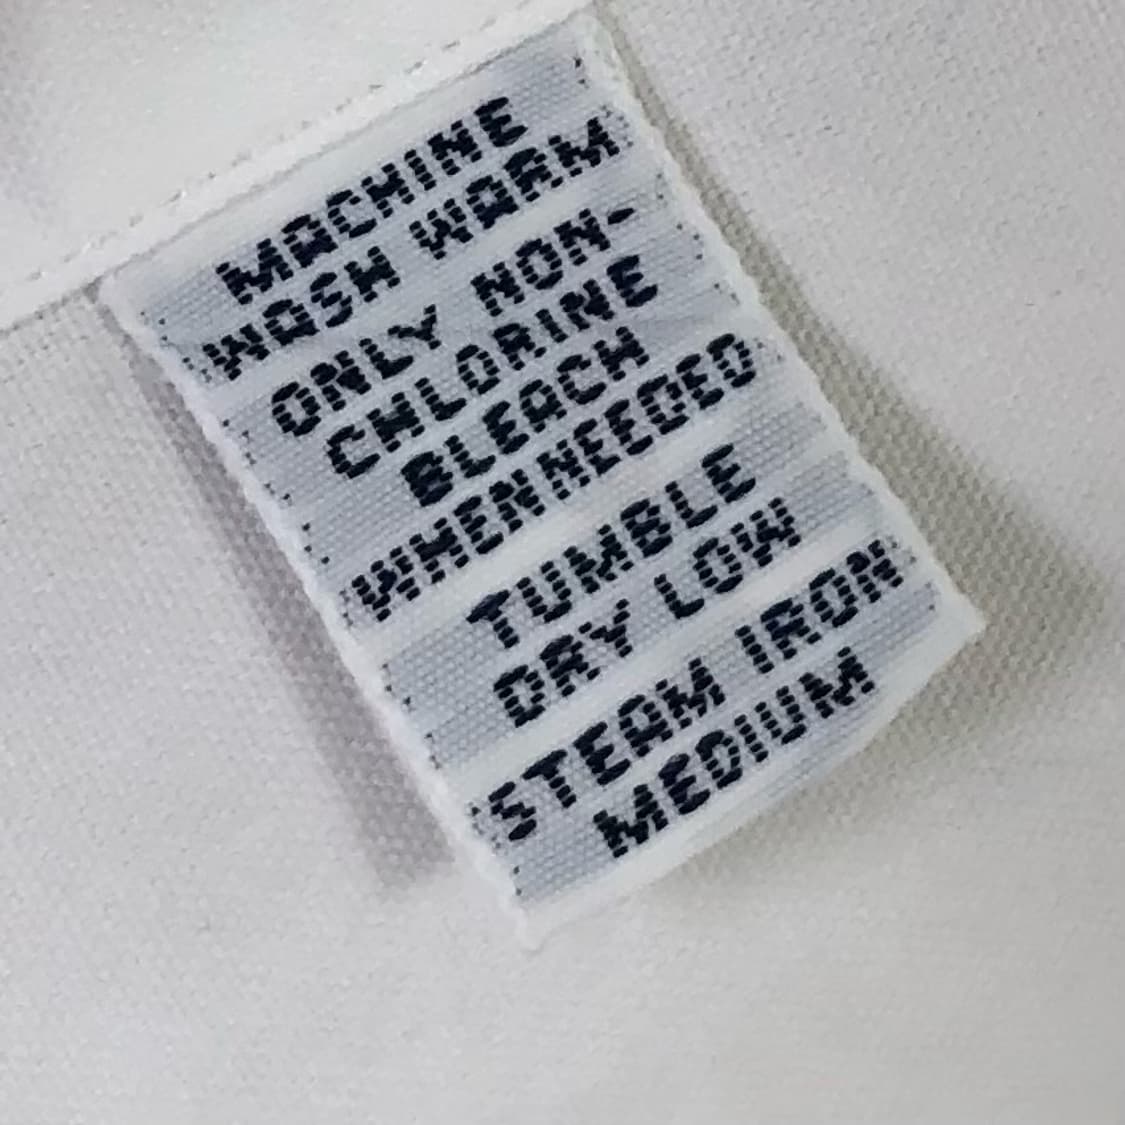 MACHINE
WASH WARM
ONLY NON-
CHLORINE
BLEACH
WHEN NEEDED
TUMBLE
DRY LOW
STEAM IRON
MEDIUM